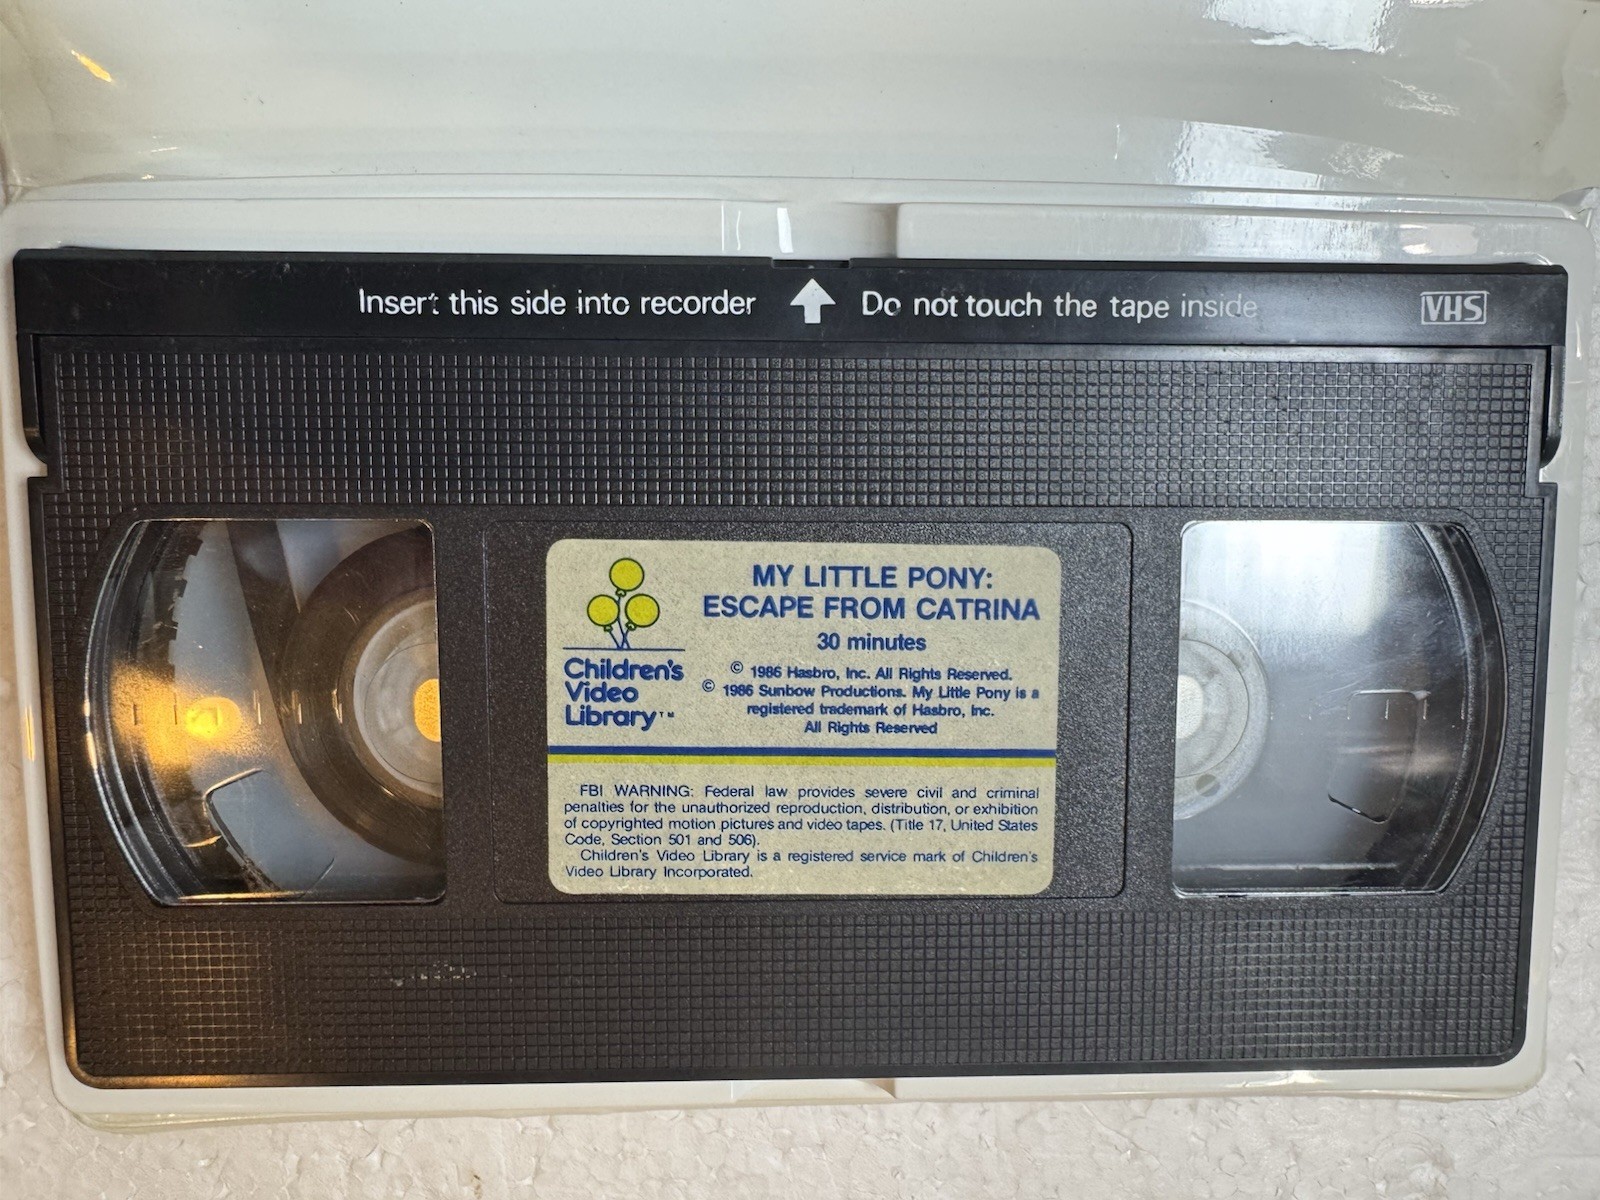 Insert this side into recorder
Do not touch the tape inside
VHS
MY LITTLE PONY:
ESCAPE FROM CATRINA
30 minutes
© 1986 Hasbro, Inc. All Rights Reserved.
© 1986 Sunbow Productions. My Little Pony is a
registered trademark of Hasbro, Inc.
All Rights Reserved
Children's
Video
Library™
FBI WARNING: Federal law provides severe civil and criminal
penalties for the unauthorized reproduction, distribution, or exhibition
of copyrighted motion pictures and video tapes. (Title 17, United States
Code, Section 501 and 506).
Children's Video Library is a registered service mark of Children's
Video Library Incorporated.